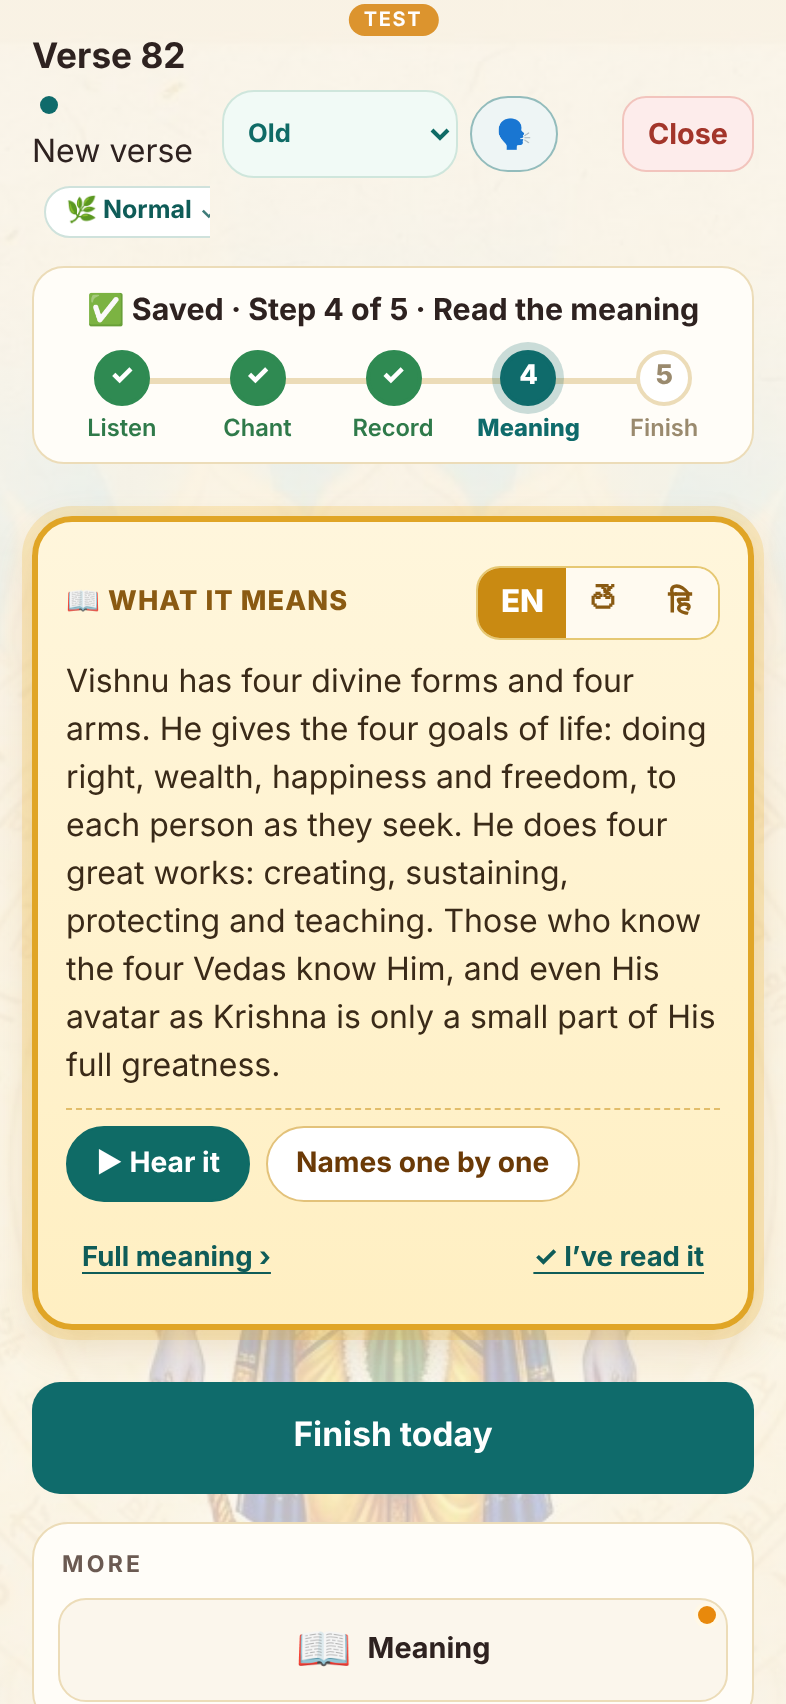 TEST
Verse 82
New verse
Old
Close
🌿 Normal
✅ Saved · Step 4 of 5 · Read the meaning
4 5
Listen Chant Record Meaning Finish
📖 WHAT IT MEANS
EN తె हि
Vishnu has four divine forms and four
arms. He gives the four goals of life: doing
right, wealth, happiness and freedom, to
each person as they seek. He does four
great works: creating, sustaining,
protecting and teaching. Those who know
the four Vedas know Him, and even His
avatar as Krishna is only a small part of His
full greatness.
▶ Hear it
Names one by one
Full meaning ›
✓ I’ve read it
Finish today
MORE
📖 Meaning